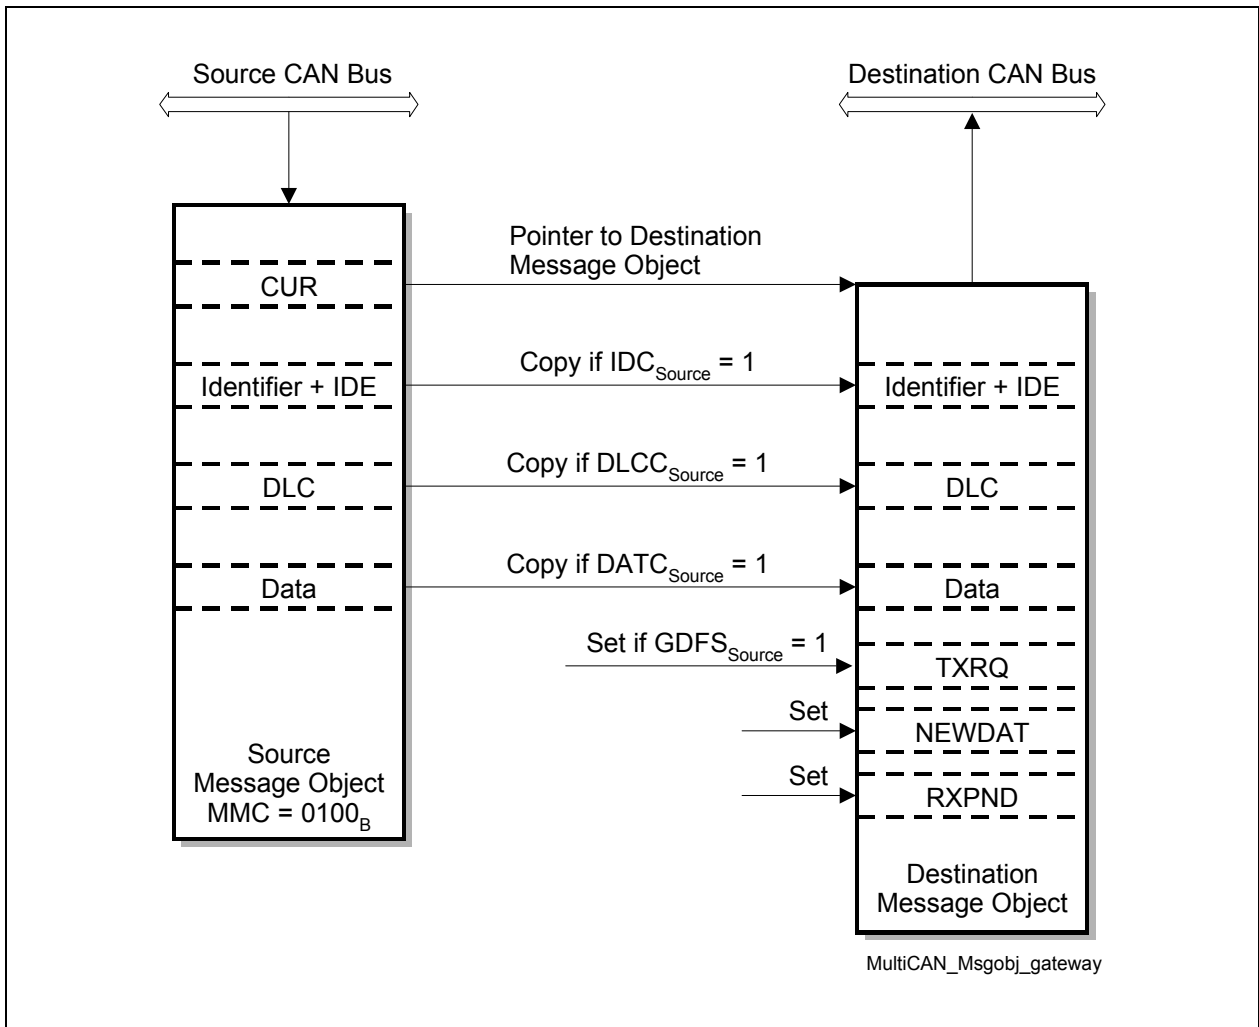 Source CAN Bus
Destination CAN Bus
Pointer to Destination
Message Object
CUR
Copy if IDCSource = 1
Identifier + IDE
Identifier + IDE
Copy if DLCCSource = 1
DLC
DLC
Copy if DATCSource = 1
Data
Data
Set if GDFSSource = 1
TXRQ
Set
NEWDAT
Set
RXPND
Source
Message Object
MMC = 0100B
Destination
Message Object
MultiCAN_Msgobj_gateway